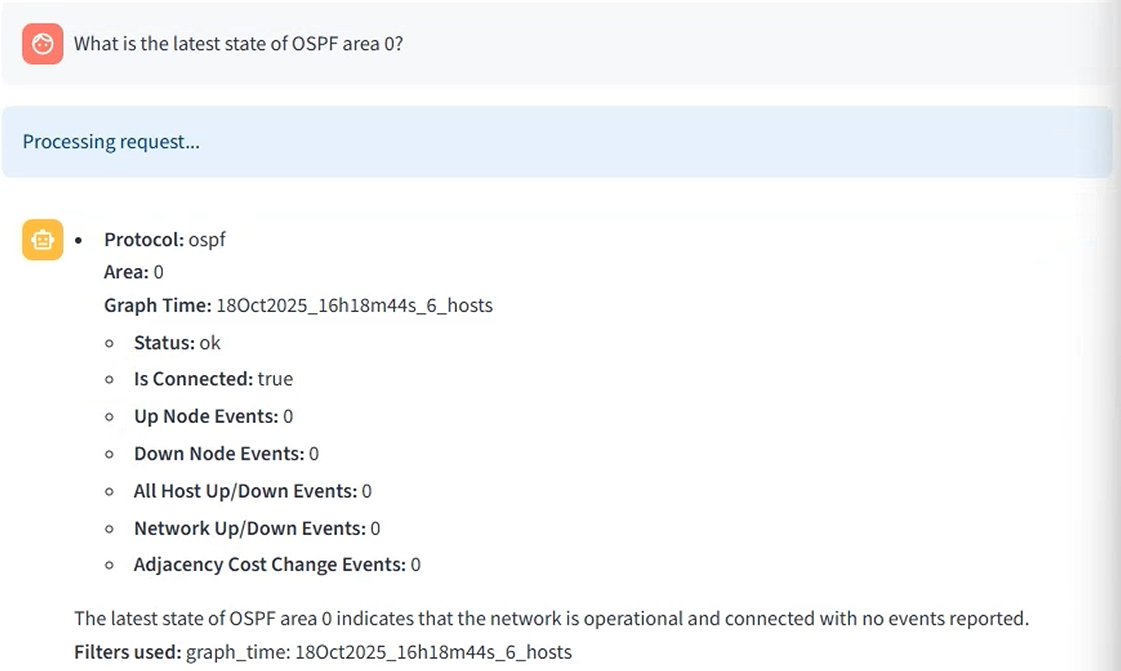 What is the latest state of OSPF area 0?
Processing request...
Protocol: ospf
Area: 0
Graph Time: 18Oct2025_16h18m44s_6_hosts
Status: ok
Is Connected: true
Up Node Events: 0
Down Node Events: 0
All Host Up/Down Events: 0
Network Up/Down Events: 0
Adjacency Cost Change Events: 0
The latest state of OSPF area 0 indicates that the network is operational and connected with no events reported.
Filters used: graph_time: 18Oct2025_16h18m44s_6_hosts